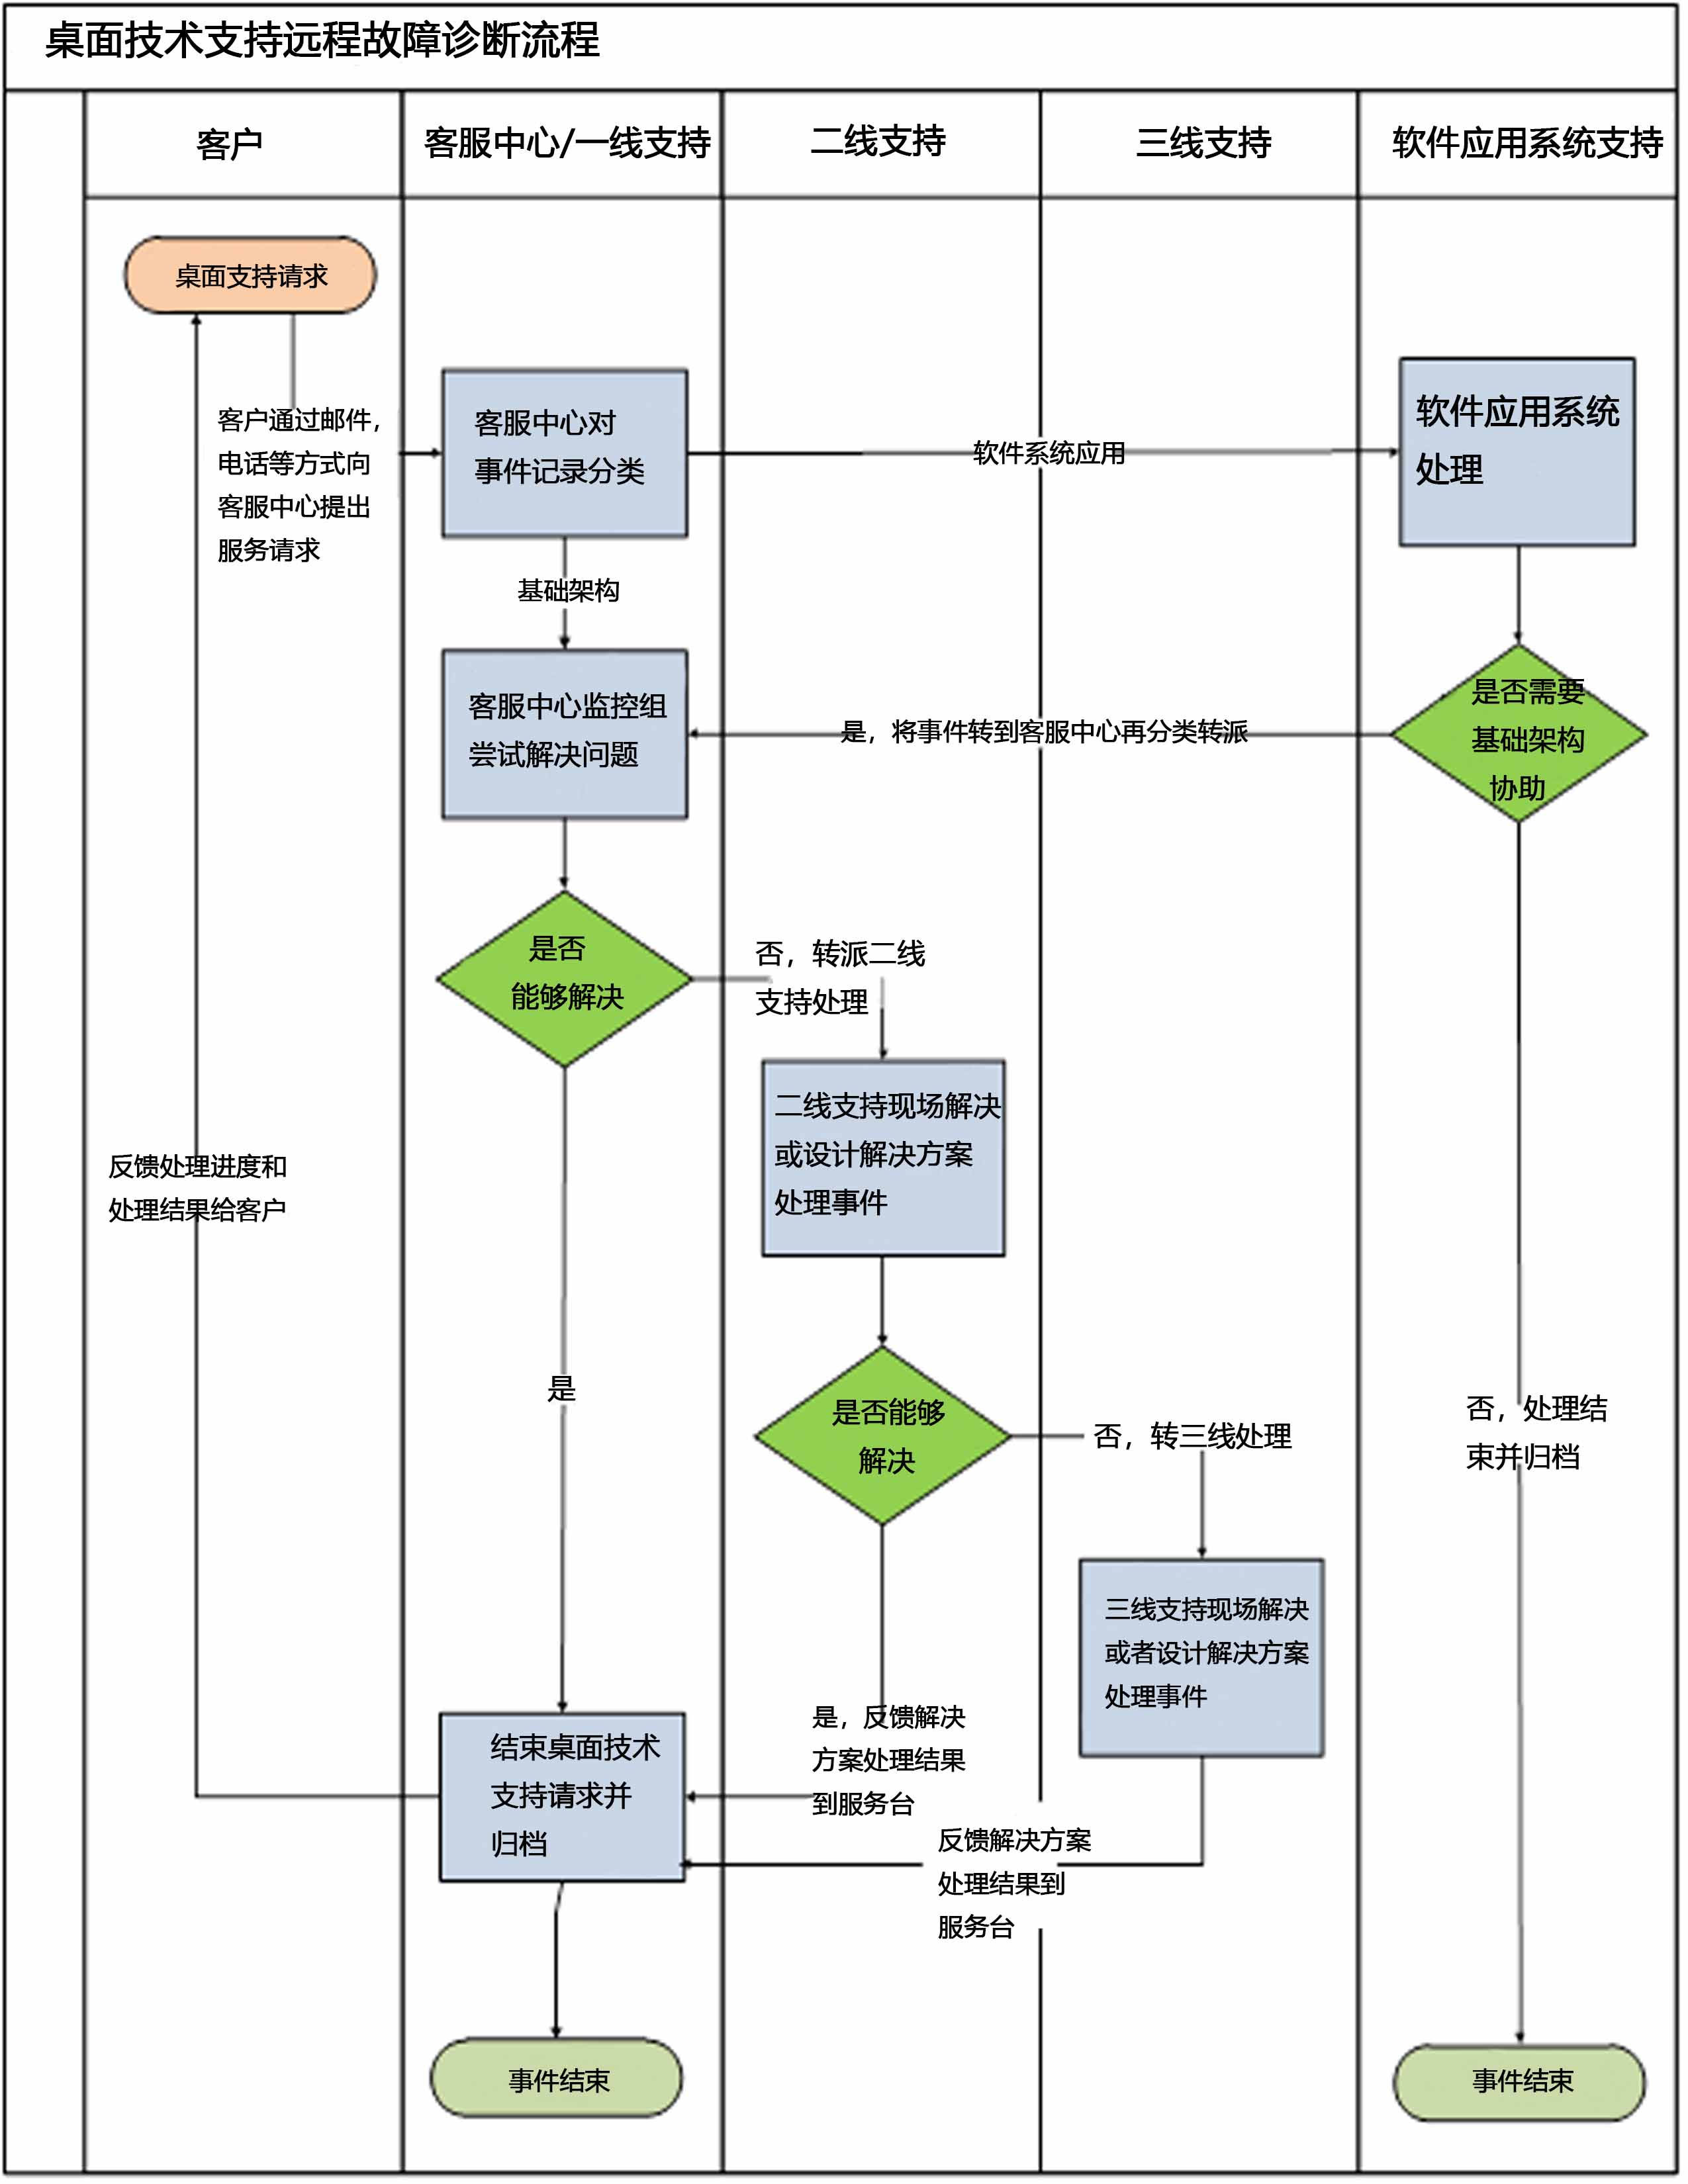 桌面技术支持远程故障诊断流程
客户
客服中心/一线支持
二线支持
三线支持
软件应用系统支持
桌面支持请求
客户通过邮件，
电话等方式向
客服中心提出
服务请求
客服中心对
事件记录分类
软件系统应用
软件应用系统
处理
基础架构
客服中心监控组
尝试解决问题
是，将事件转到客服中心再分类转派
是否需要
基础架构
协助
是否
能够解决
否，转派二线
支持处理
二线支持现场解决
或设计解决方案
处理事件
反馈处理进度和
处理结果给客户
是
是否能够
解决
否，转三线处理
否，处理结
束并归档
三线支持现场解决
或者设计解决方案
处理事件
是，反馈解决
方案处理结果
到服务台
结束桌面技术
支持请求并
归档
反馈解决方案
处理结果到
服务台
事件结束
事件结束